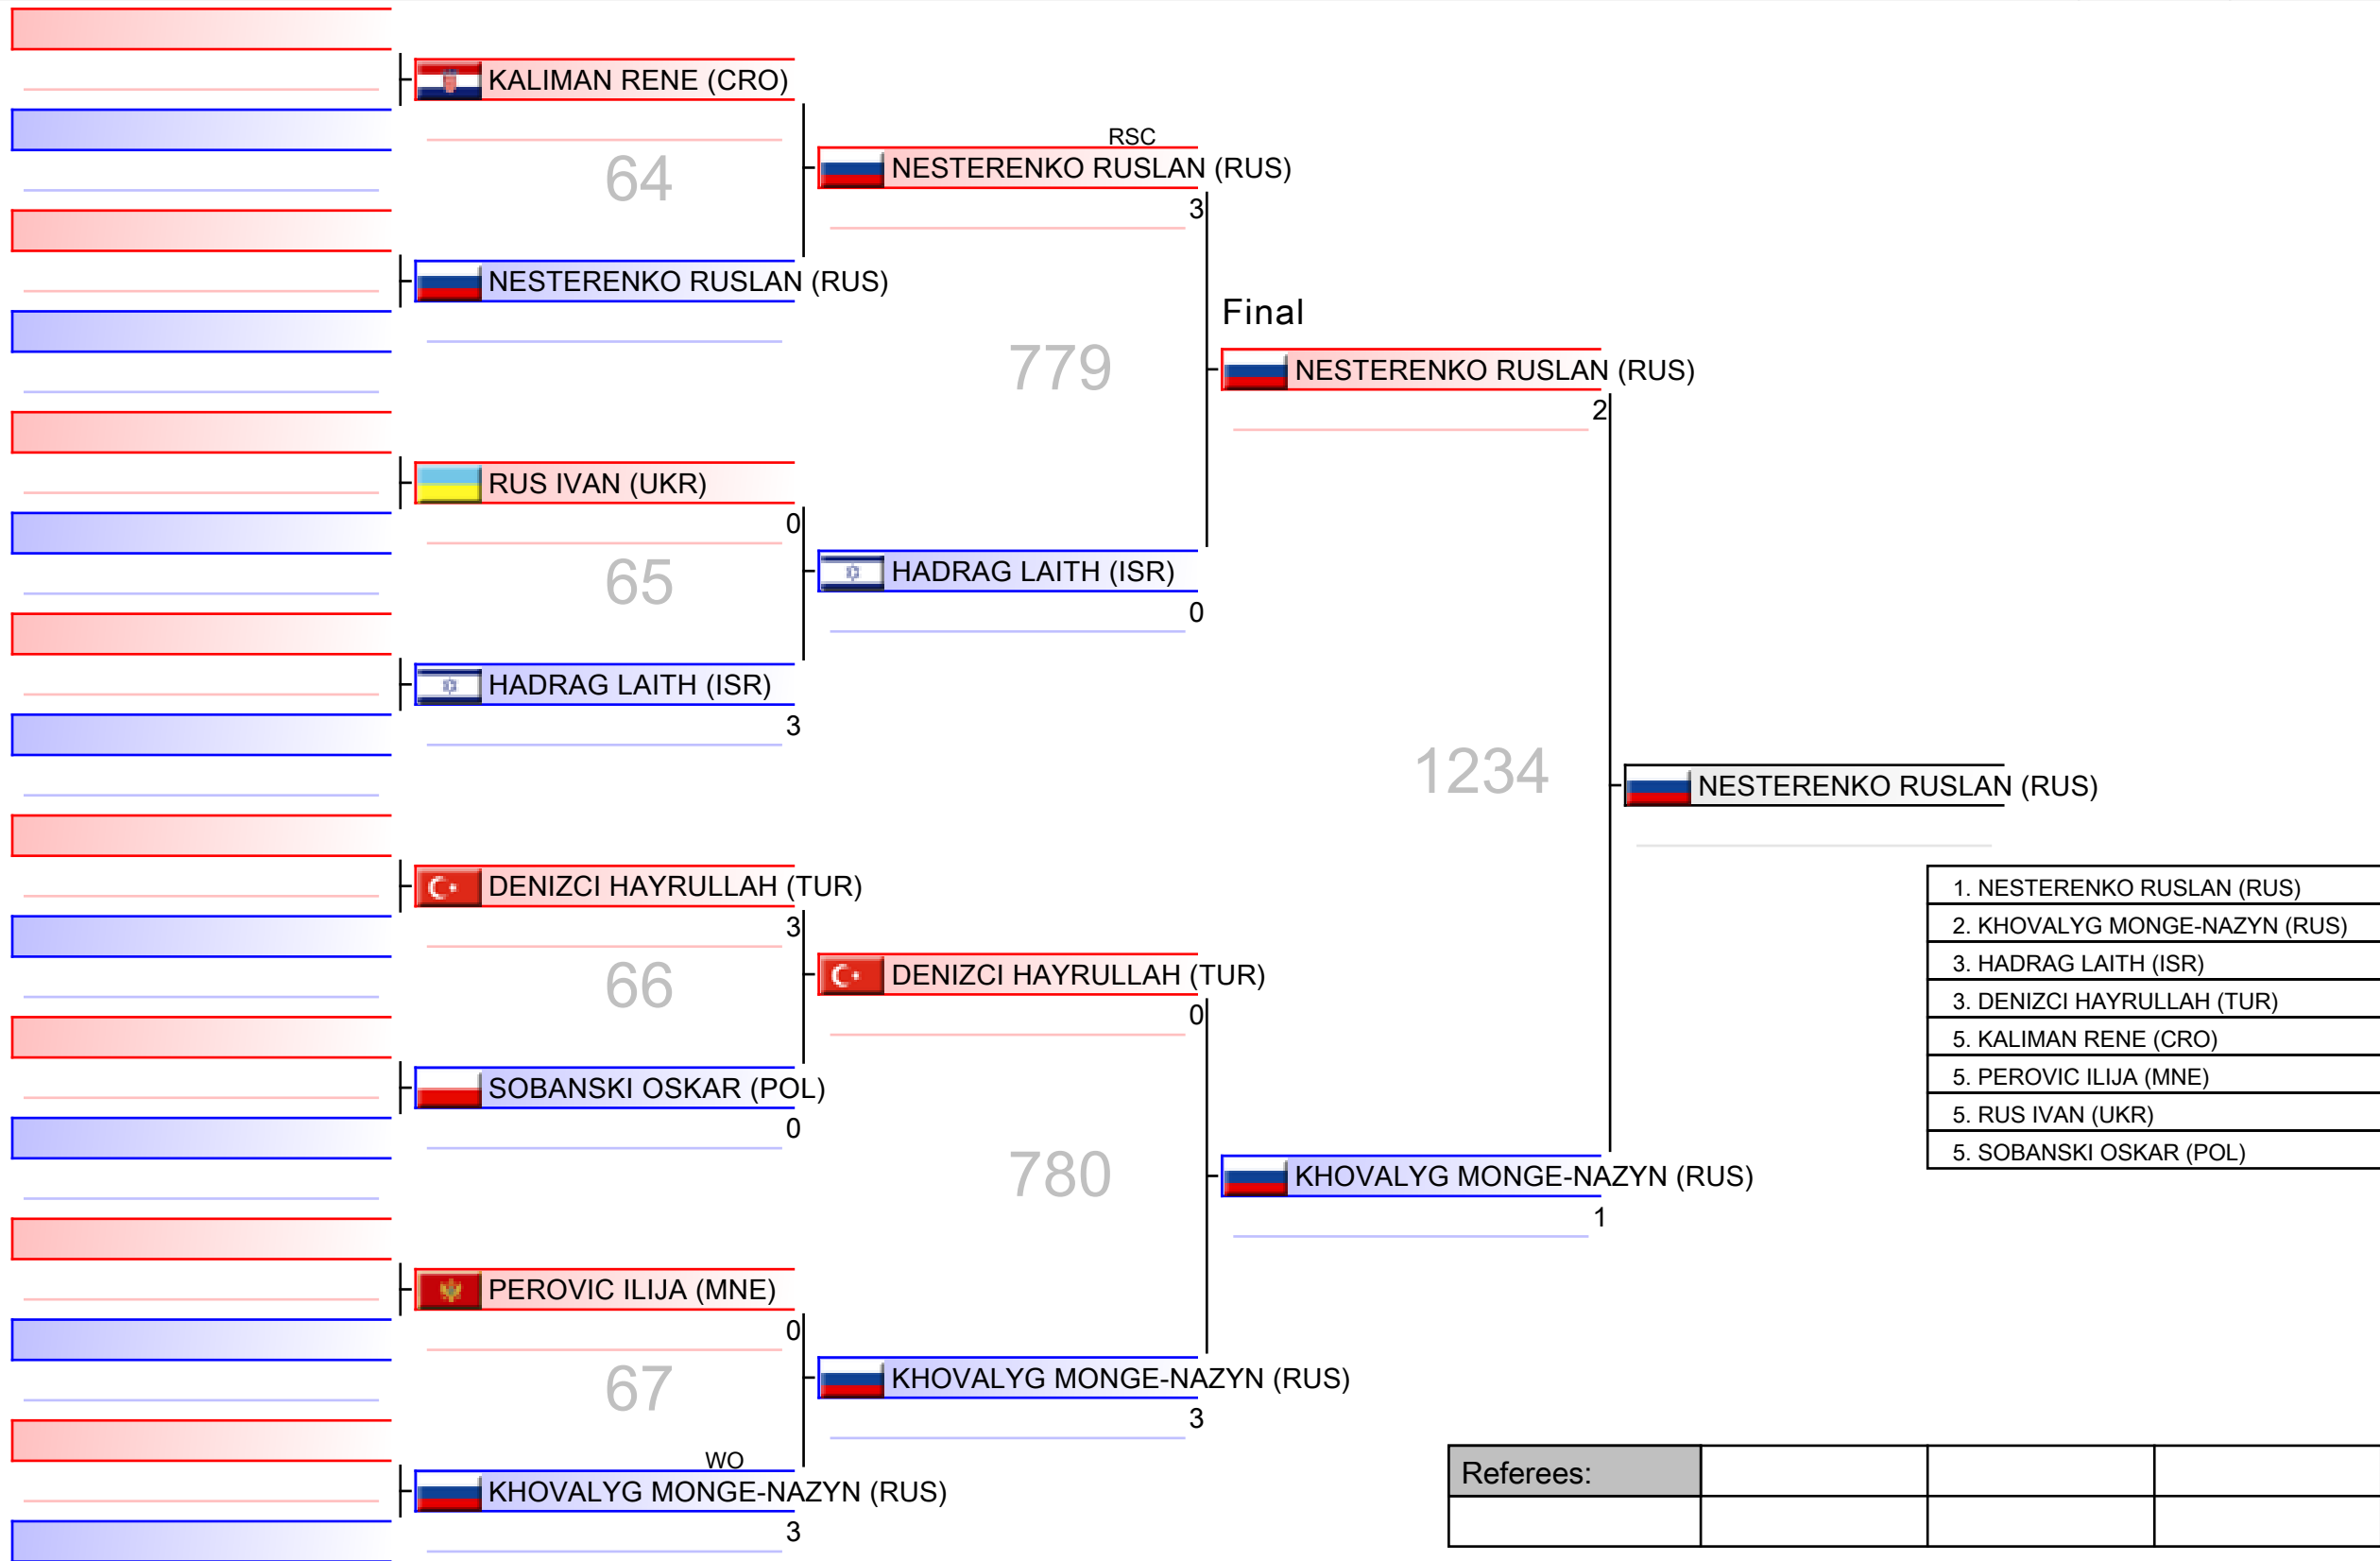 KALIMAN RENE (CRO)
64
NESTERENKO RUSLAN (RUS)
RUS IVAN (UKR)
0
65
HADRAG LAITH (ISR)
3
DENIZCI HAYRULLAH (TUR)
3
66
SOBANSKI OSKAR (POL)
0
PEROVIC ILIJA (MNE)
0
67
WO
KHOVALYG MONGE-NAZYN (RUS)
3
RSC
NESTERENKO RUSLAN (RUS)
3
779
HADRAG LAITH (ISR)
0
DENIZCI HAYRULLAH (TUR)
0
780
KHOVALYG MONGE-NAZYN (RUS)
3
Final
NESTERENKO RUSLAN (RUS)
2
1234
KHOVALYG MONGE-NAZYN (RUS)
1
NESTERENKO RUSLAN (RUS)
1. NESTERENKO RUSLAN (RUS)
2. KHOVALYG MONGE-NAZYN (RUS)
3. HADRAG LAITH (ISR)
3. DENIZCI HAYRULLAH (TUR)
5. KALIMAN RENE (CRO)
5. PEROVIC ILIJA (MNE)
5. RUS IVAN (UKR)
5. SOBANSKI OSKAR (POL)
Referees: